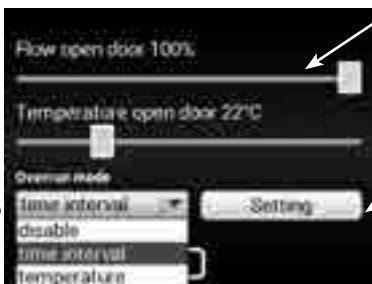 Flow open door 100%
Temperature open door 22°C
Overrun mode
time interval
Setting
disable
time interval
temperature